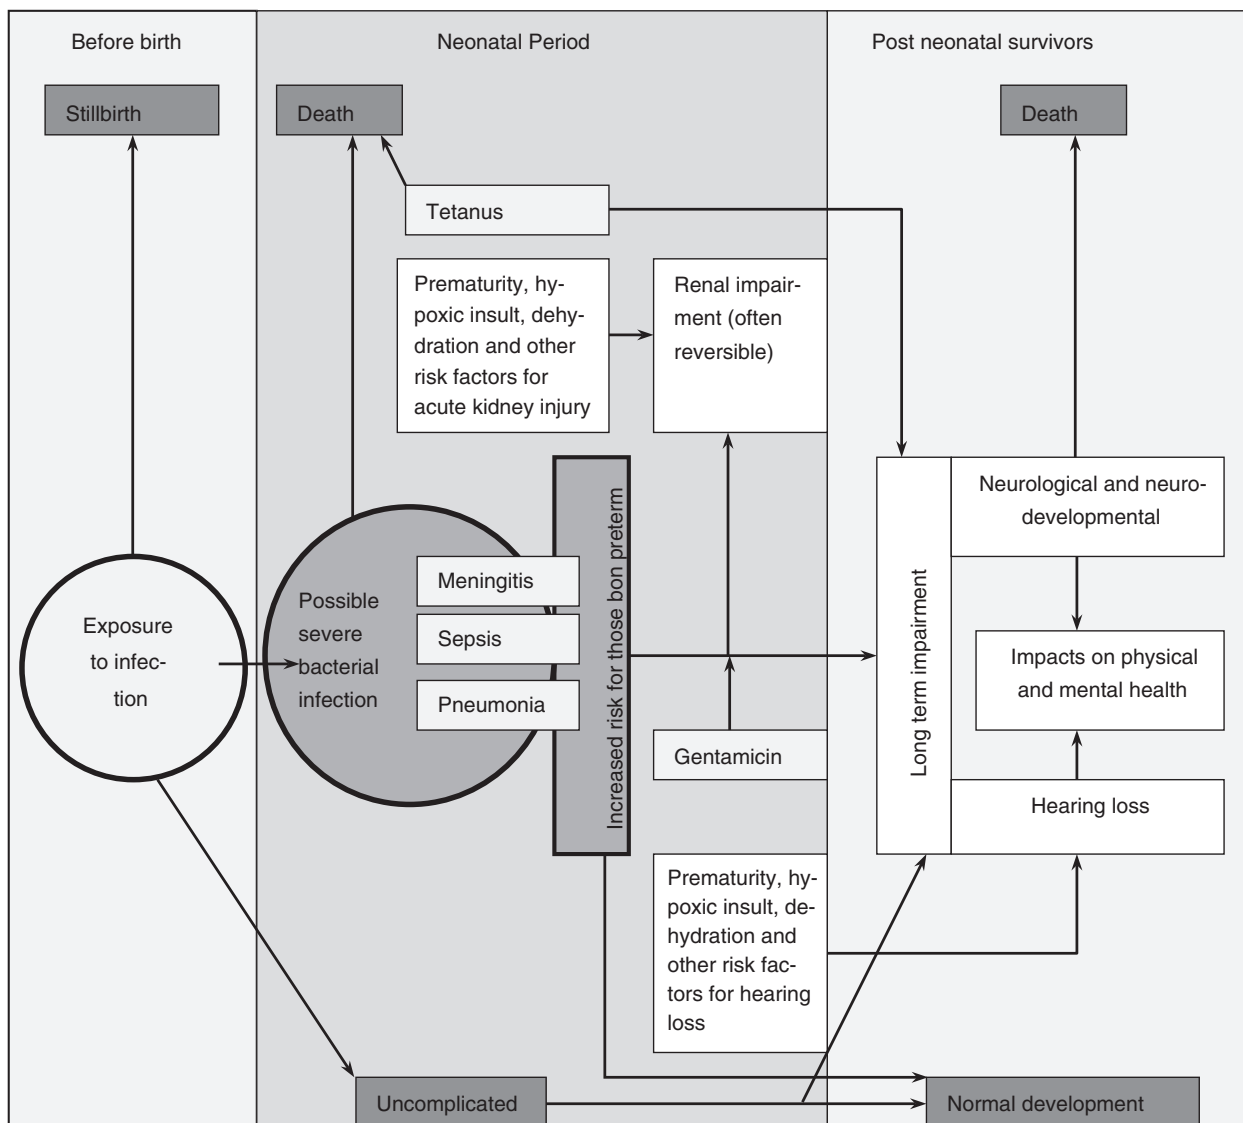 Before birth
Neonatal Period
Post neonatal survivors
Stillbirth
Death
Death
Tetanus
Prematurity, hy-
poxic insult, dehy-
dration and other
risk factors for
acute kidney injury
Renal impair-
ment (often
reversible)
Exposure
to infec-
tion
Possible
severe
bacterial
infection
Meningitis
Sepsis
Pneumonia
Increased risk for those bon preterm
Gentamicin
Long term impairment
Neurological and neuro-
developmental
Impacts on physical
and mental health
Hearing loss
Prematurity, hy-
poxic insult, de-
hydration and
other risk fac-
tors for hearing
loss
Uncomplicated
Normal development